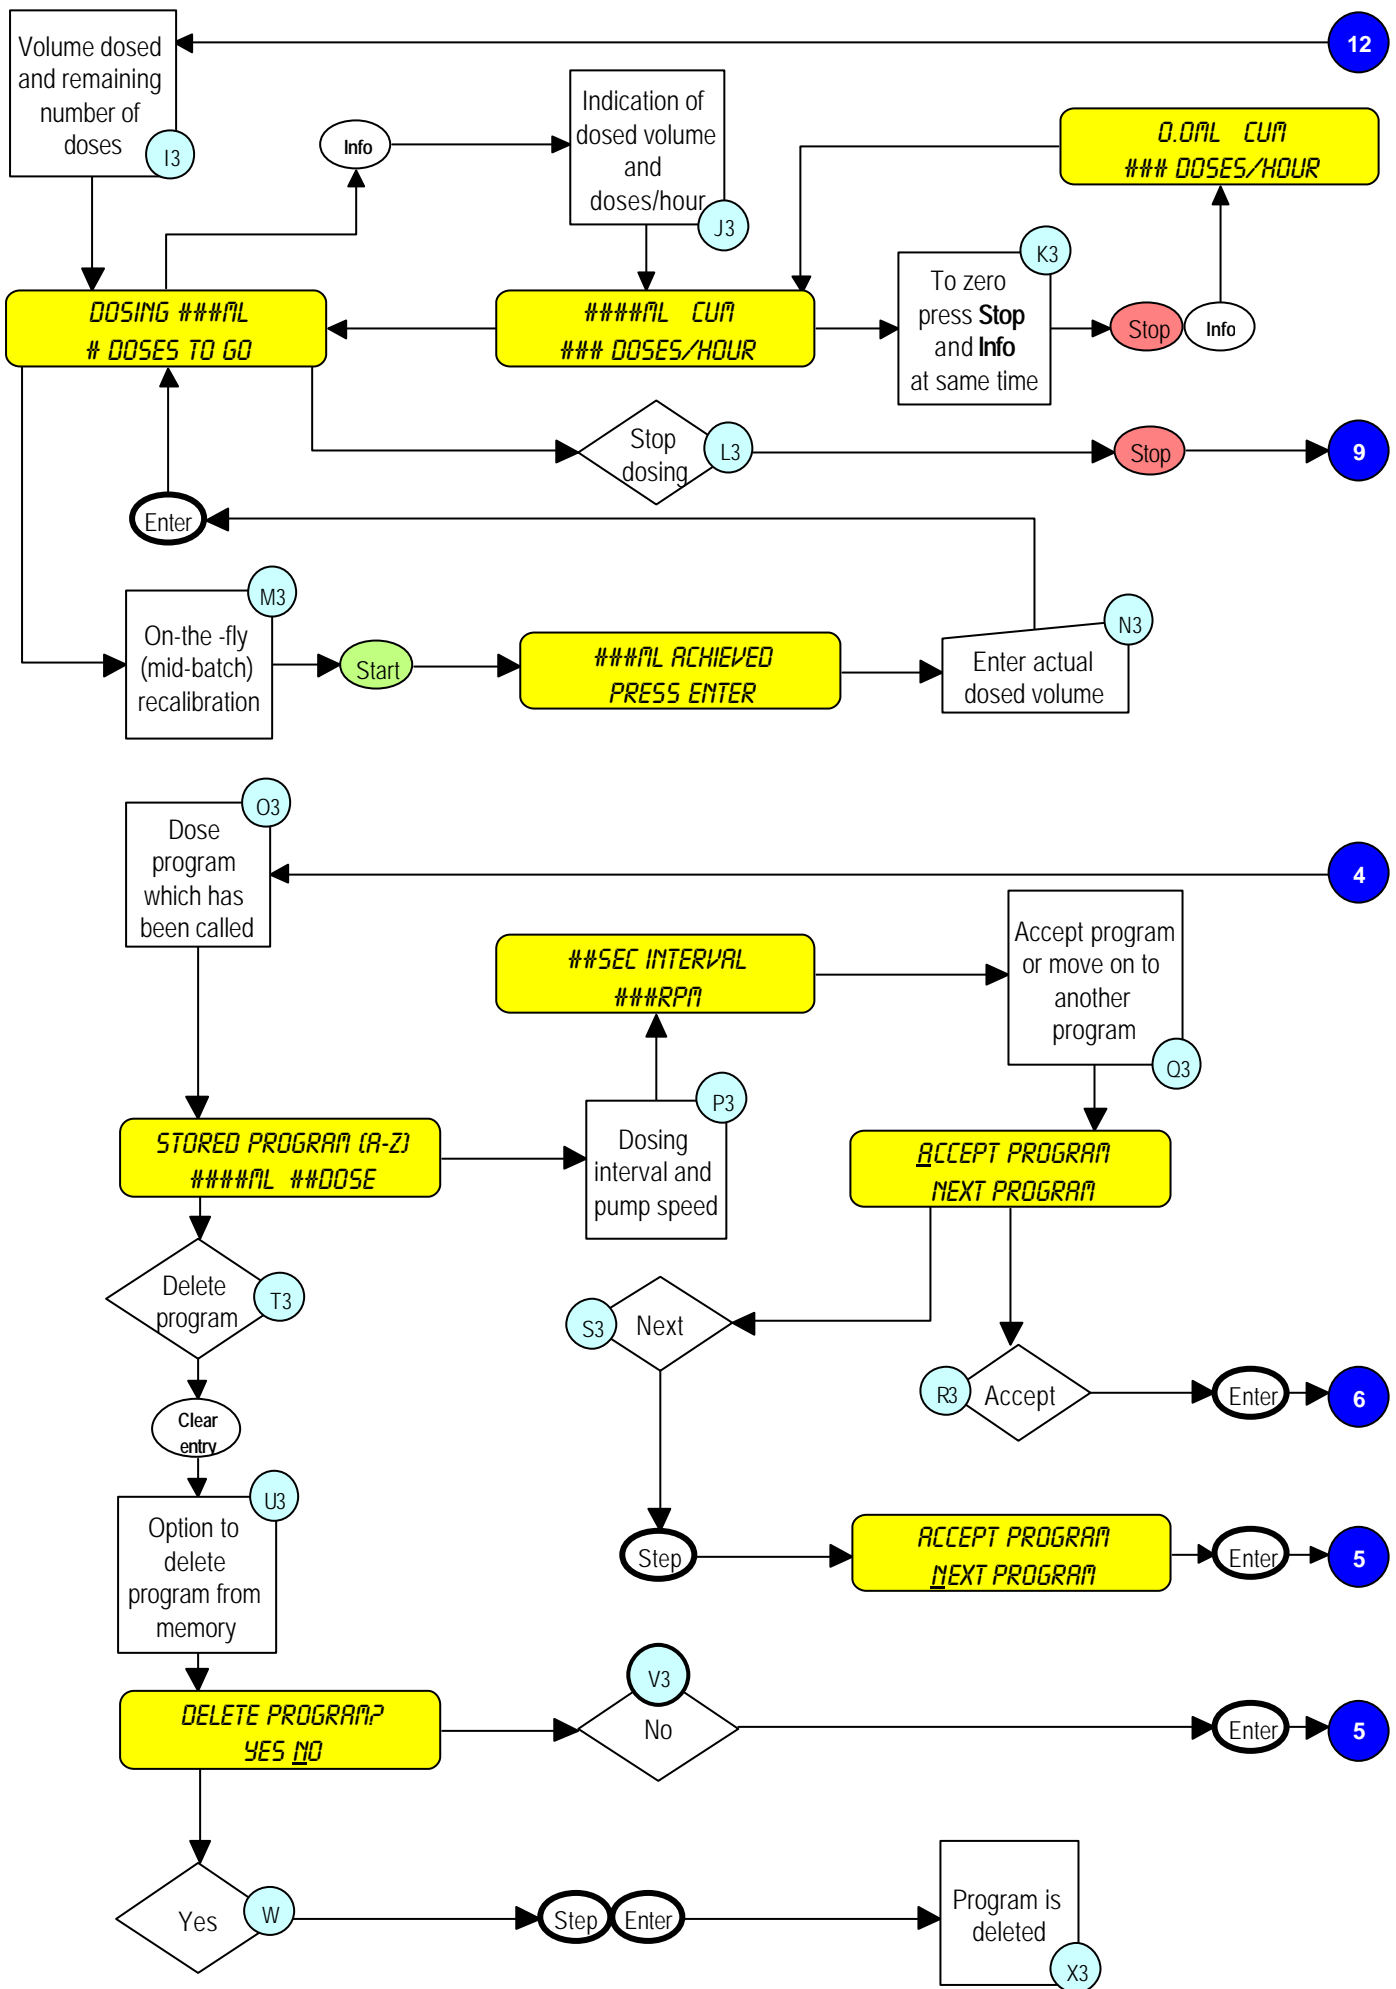 Volume dosed
and remaining
number of
doses
I3
12
Info
Indication of
dosed volume
and
doses/hour
J3
0.0ML CUM
### DOSES/HOUR
K3
To zero
press Stop
and Info
at same time
Stop
Info
DOSING ###ML
# DOSES TO GO
####ML CUM
### DOSES/HOUR
Stop
dosing
L3
Stop
9
Enter
M3
On-the -fly
(mid-batch)
recalibration
Start
###ML ACHIEVED
PRESS ENTER
N3
Enter actual
dosed volume
O3
Dose
program
which has
been called
4
##SEC INTERVAL
###RPM
Accept program
or move on to
another
program
Q3
P3
Dosing
interval and
pump speed
STORED PROGRAM (A-Z)
####ML ##DOSE
ACCEPT PROGRAM
NEXT PROGRAM
Delete
program
T3
S3
Next
R3
Accept
Enter
6
Clear
entry
U3
Option to
delete
program from
memory
Step
ACCEPT PROGRAM
NEXT PROGRAM
Enter
5
DELETE PROGRAM?
YES NO
V3
No
Enter
5
Yes
W
Step
Enter
Program is
deleted
X3